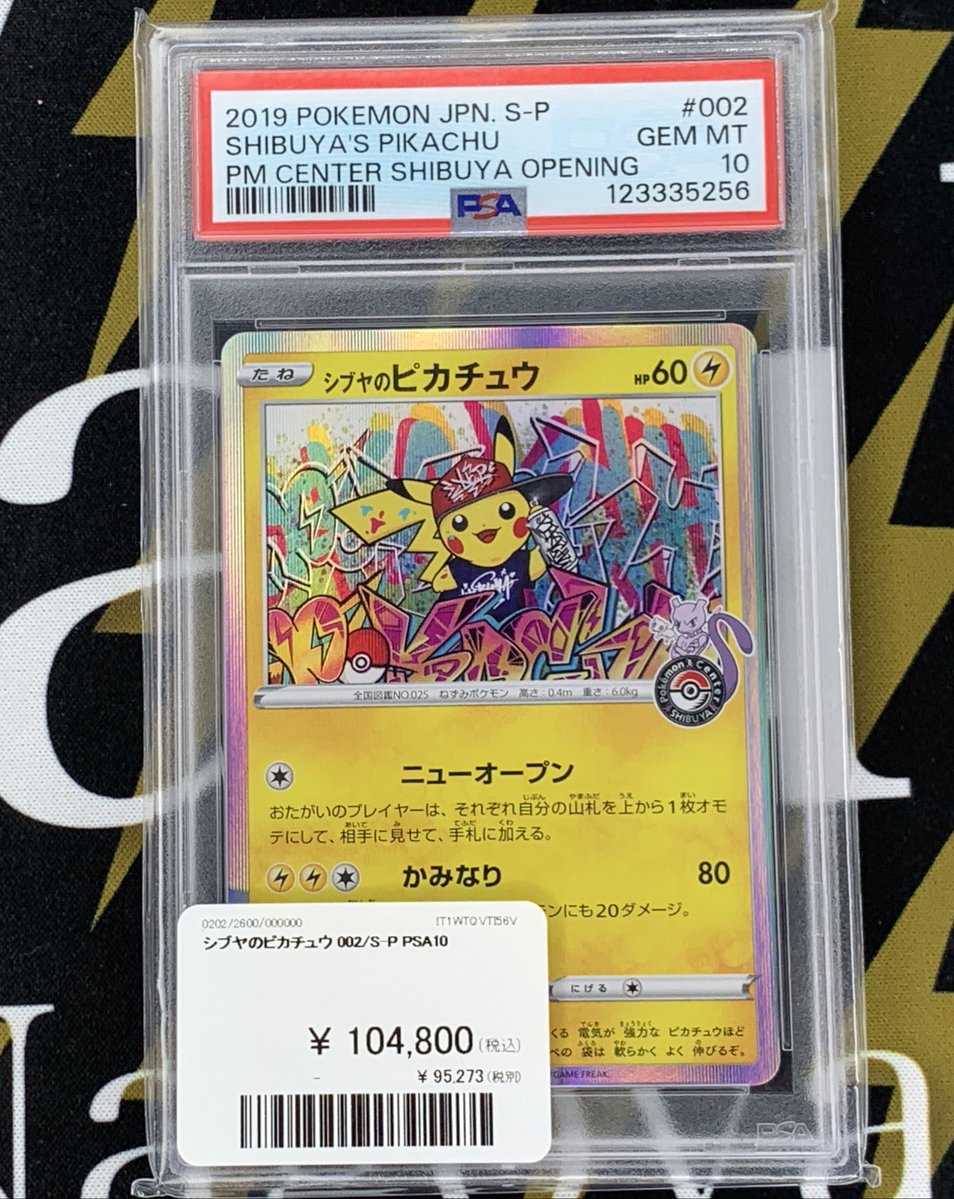 2019 POKEMON JPN. S-P #002
SHIBUYA'S PIKACHU GEM MT
PM CENTER SHIBUYA OPENING 10
PSA 123335256
たね シブヤのピカチュウ HP60
全国図鑑NO.025 ねずみポケモン 高さ:0.4m 重さ:6.0kg
Pokémon Center
SHIBUYA
ニューオープン
おたがいのプレイヤーは、それぞれ自分の山札を上から1枚オモ
テにして、相手に見せて、手札に加える。
かみなり 80
ンにも20ダメージ。
にげる
くる 電気が 強力な ピカチュウほど
の 袋は 軟らかく よく 伸びるぞ。
GAME FREAK.
0202/2600/000000 IT1WTQVTI56V
シブヤのピカチュウ 002/S-P PSA10
¥ 104,800(税込)
- ¥ 95,273(税別)
PSA